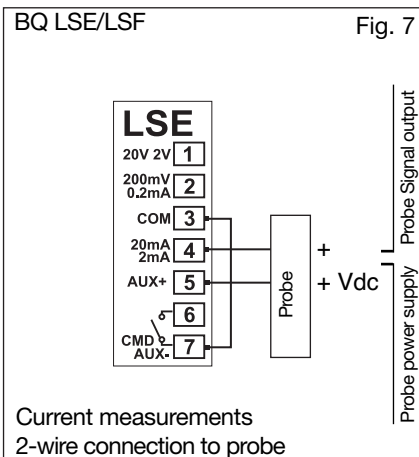 BQ LSE/LSF
Fig. 7
LSE
20V 2V 1
200mV
0.2mA 2
COM 3
20mA
2mA 4
AUX+ 5
6
CMD
AUX- 7
Probe
+
+ Vdc
Probe Signal output
Probe power supply
Current measurements
2-wire connection to probe